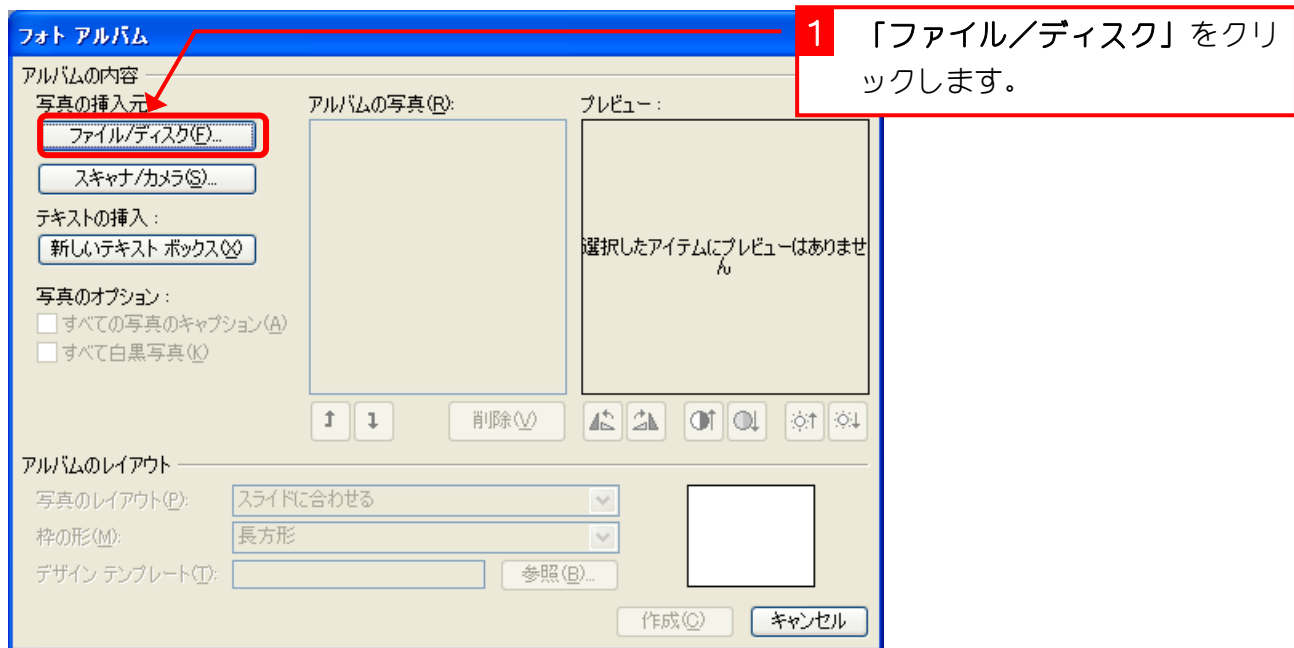 フォト アルバム
1 「ファイル／ディスク」をクリ
ックします。
アルバムの内容
写真の挿入元
ファイル/ディスク(F)...
スキャナ/カメラ(S)...
テキストの挿入：
新しいテキスト ボックス(X)
写真のオプション：
すべての写真のキャプション(A)
すべて白黒写真(K)
アルバムの写真(R):
削除(V)
プレビュー：
選択したアイテムにプレビューはありませ
ん
アルバムのレイアウト
写真のレイアウト(P): スライドに合わせる
枠の形(M): 長方形
デザイン テンプレート(T): 参照(B)...
作成(C) キャンセル